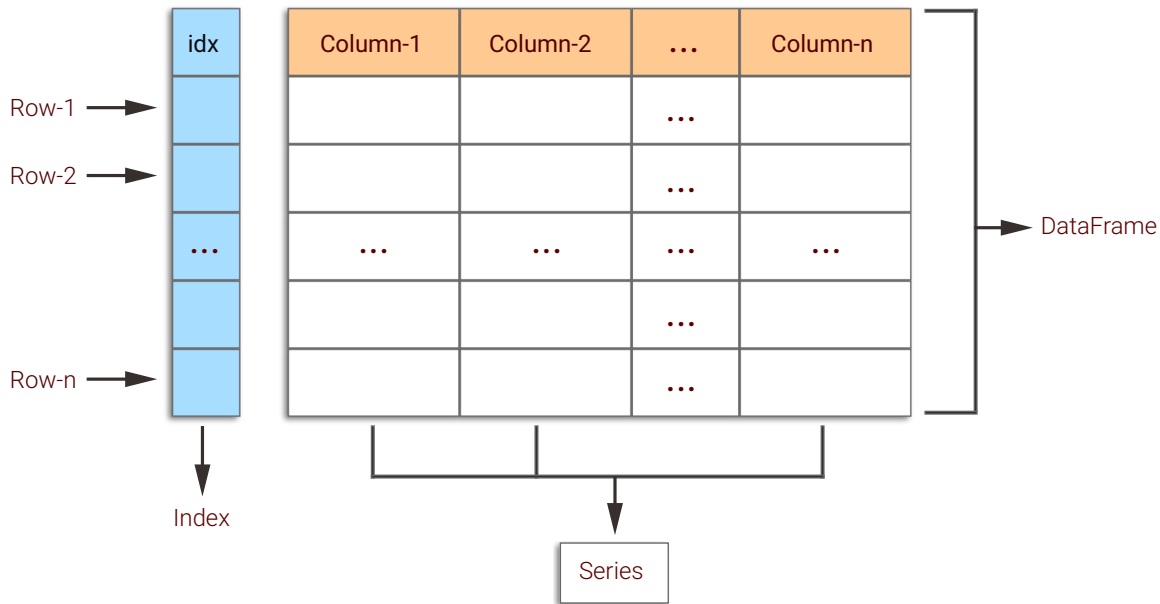 idx Column-1 Column-2 ... Column-n
Row-1 ...
Row-2 ...
... ... ... ... ...
DataFrame
...
Row-n ...
Index
Series